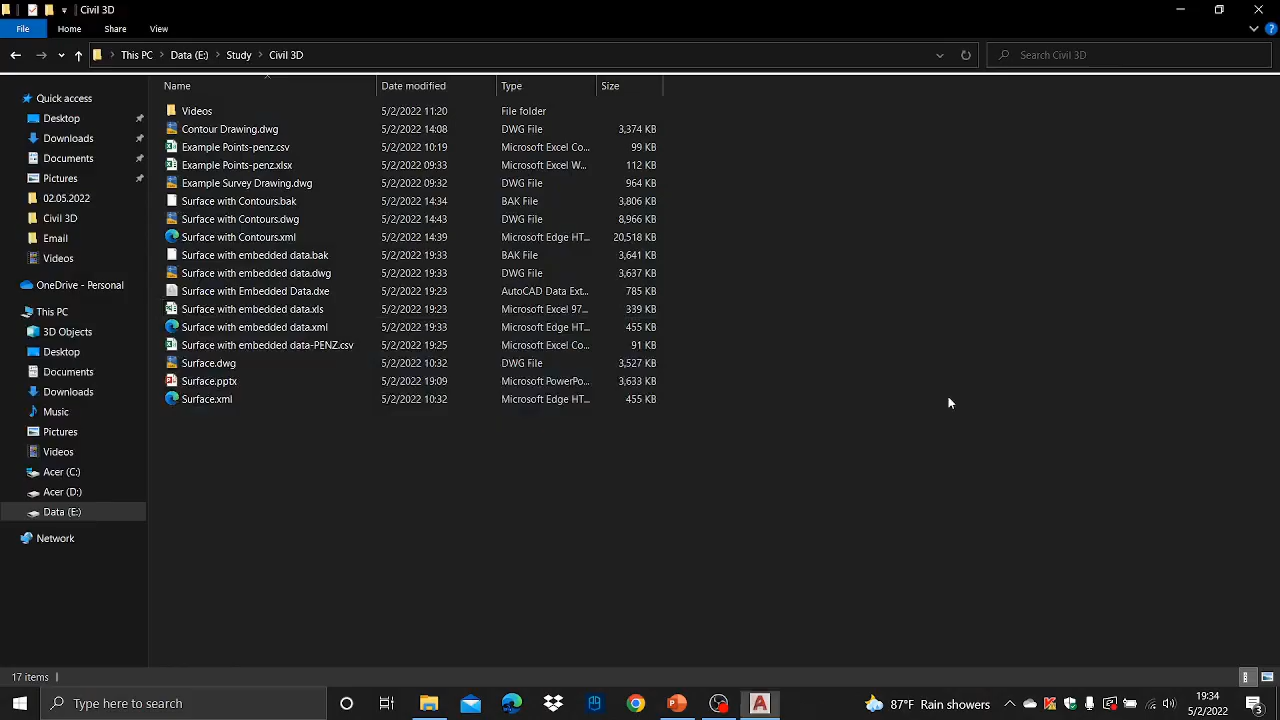 Civil 3D
File Home Share View
This PC Data (E:) Study Civil 3D Search Civil 3D
Name Date modified Type Size
Quick access
Desktop
Downloads
Documents
Pictures
02.05.2022
Civil 3D
Email
Videos
OneDrive - Personal
This PC
3D Objects
Desktop
Documents
Downloads
Music
Pictures
Videos
Acer (C:)
Acer (D:)
Data (E:)
Network
Videos 5/2/2022 11:20 File folder
Contour Drawing.dwg 5/2/2022 14:08 DWG File 3,374 KB
Example Points-penz.csv 5/2/2022 10:19 Microsoft Excel Co... 99 KB
Example Points-penz.xlsx 5/2/2022 09:33 Microsoft Excel W... 112 KB
Example Survey Drawing.dwg 5/2/2022 09:32 DWG File 964 KB
Surface with Contours.bak 5/2/2022 14:34 BAK File 3,806 KB
Surface with Contours.dwg 5/2/2022 14:43 DWG File 8,966 KB
Surface with Contours.xml 5/2/2022 14:39 Microsoft Edge HT... 20,518 KB
Surface with embedded data.bak 5/2/2022 19:33 BAK File 3,641 KB
Surface with embedded data.dwg 5/2/2022 19:33 DWG File 3,637 KB
Surface with Embedded Data.dxe 5/2/2022 19:23 AutoCAD Data Ext... 785 KB
Surface with embedded data.xls 5/2/2022 19:23 Microsoft Excel 97... 339 KB
Surface with embedded data.xml 5/2/2022 19:33 Microsoft Edge HT... 455 KB
Surface with embedded data-PENZ.csv 5/2/2022 19:25 Microsoft Excel Co... 91 KB
Surface.dwg 5/2/2022 10:32 DWG File 3,527 KB
Surface.pptx 5/2/2022 19:09 Microsoft PowerPo... 3,633 KB
Surface.xml 5/2/2022 10:32 Microsoft Edge HT... 455 KB
17 items
Type here to search 87°F Rain showers 19:34
5/2/2022